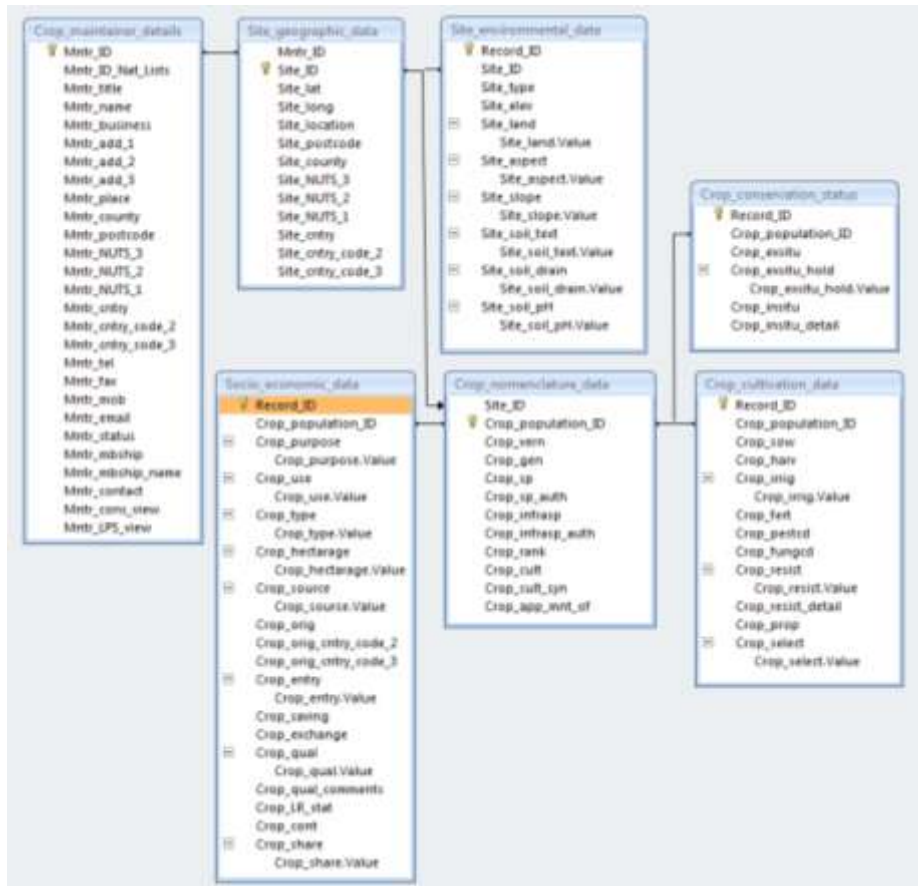 Crop_maintainer_details
Mntr_ID
Mntr_ID_Nat_Lists
Mntr_title
Mntr_name
Mntr_business
Mntr_add_1
Mntr_add_2
Mntr_add_3
Mntr_place
Mntr_county
Mntr_postcode
Mntr_NUTS_3
Mntr_NUTS_2
Mntr_NUTS_1
Mntr_cntry
Mntr_cntry_code_2
Mntr_cntry_code_3
Mntr_tel
Mntr_fax
Mntr_mob
Mntr_email
Mntr_status
Mntr_mbship
Mntr_mbship_name
Mntr_contact
Mntr_cons_view
Mntr_LPS_view
Site_geographic_data
Mntr_ID
Site_ID
Site_lat
Site_long
Site_location
Site_postcode
Site_county
Site_NUTS_3
Site_NUTS_2
Site_NUTS_1
Site_cntry
Site_cntry_code_2
Site_cntry_code_3
Site_environmental_data
Record_ID
Site_ID
Site_type
Site_elev
Site_land
Site_land.Value
Site_aspect
Site_aspect.Value
Site_slope
Site_slope.Value
Site_soil_text
Site_soil_text.Value
Site_soil_drain
Site_soil_drain.Value
Site_soil_pH
Site_soil_pH.Value
Crop_conservation_status
Record_ID
Crop_population_ID
Crop_exsitu
Crop_exsitu_hold
Crop_exsitu_hold.Value
Crop_insitu
Crop_insitu_detail
Socio_economic_data
Record_ID
Crop_population_ID
Crop_purpose
Crop_purpose.Value
Crop_use
Crop_use.Value
Crop_type
Crop_type.Value
Crop_hectarage
Crop_hectarage.Value
Crop_source
Crop_source.Value
Crop_orig
Crop_orig_cntry_code_2
Crop_orig_cntry_code_3
Crop_entry
Crop_entry.Value
Crop_saving
Crop_exchange
Crop_qual
Crop_qual.Value
Crop_qual_comments
Crop_LR_stat
Crop_cont
Crop_share
Crop_share.Value
Crop_nomenclature_data
Site_ID
Crop_population_ID
Crop_vern
Crop_gen
Crop_sp
Crop_sp_auth
Crop_infrasp
Crop_infrasp_auth
Crop_rank
Crop_cult
Crop_cult_syn
Crop_app_mnt_of
Crop_cultivation_data
Record_ID
Crop_population_ID
Crop_sow
Crop_harv
Crop_irrig
Crop_irrig.Value
Crop_fert
Crop_pestcd
Crop_fungcd
Crop_resist
Crop_resist.Value
Crop_resist_detail
Crop_prop
Crop_select
Crop_select.Value